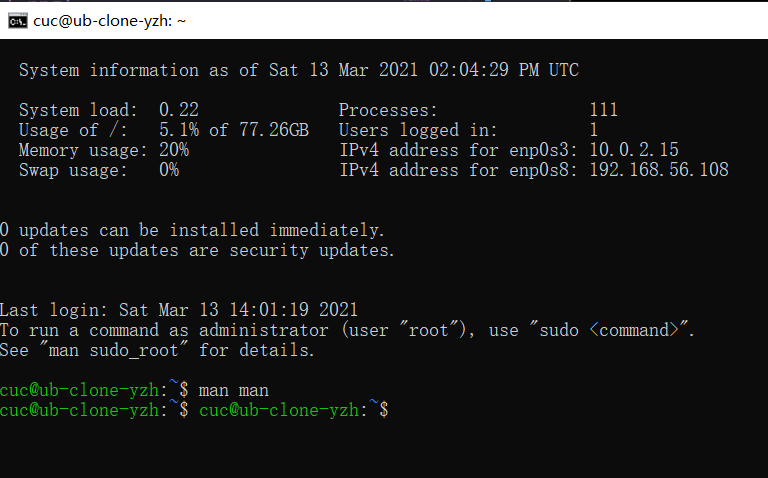 cuc@ub-clone-yzh: ~
System information as of Sat 13 Mar 2021 02:04:29 PM UTC
System load: 0.22 Processes: 111
Usage of /: 5.1% of 77.26GB Users logged in: 1
Memory usage: 20% IPv4 address for enp0s3: 10.0.2.15
Swap usage: 0% IPv4 address for enp0s8: 192.168.56.108
0 updates can be installed immediately.
0 of these updates are security updates.
Last login: Sat Mar 13 14:01:19 2021
To run a command as administrator (user "root"), use "sudo <command>".
See "man sudo_root" for details.
cuc@ub-clone-yzh:~$ man man
cuc@ub-clone-yzh:~$ cuc@ub-clone-yzh:~$